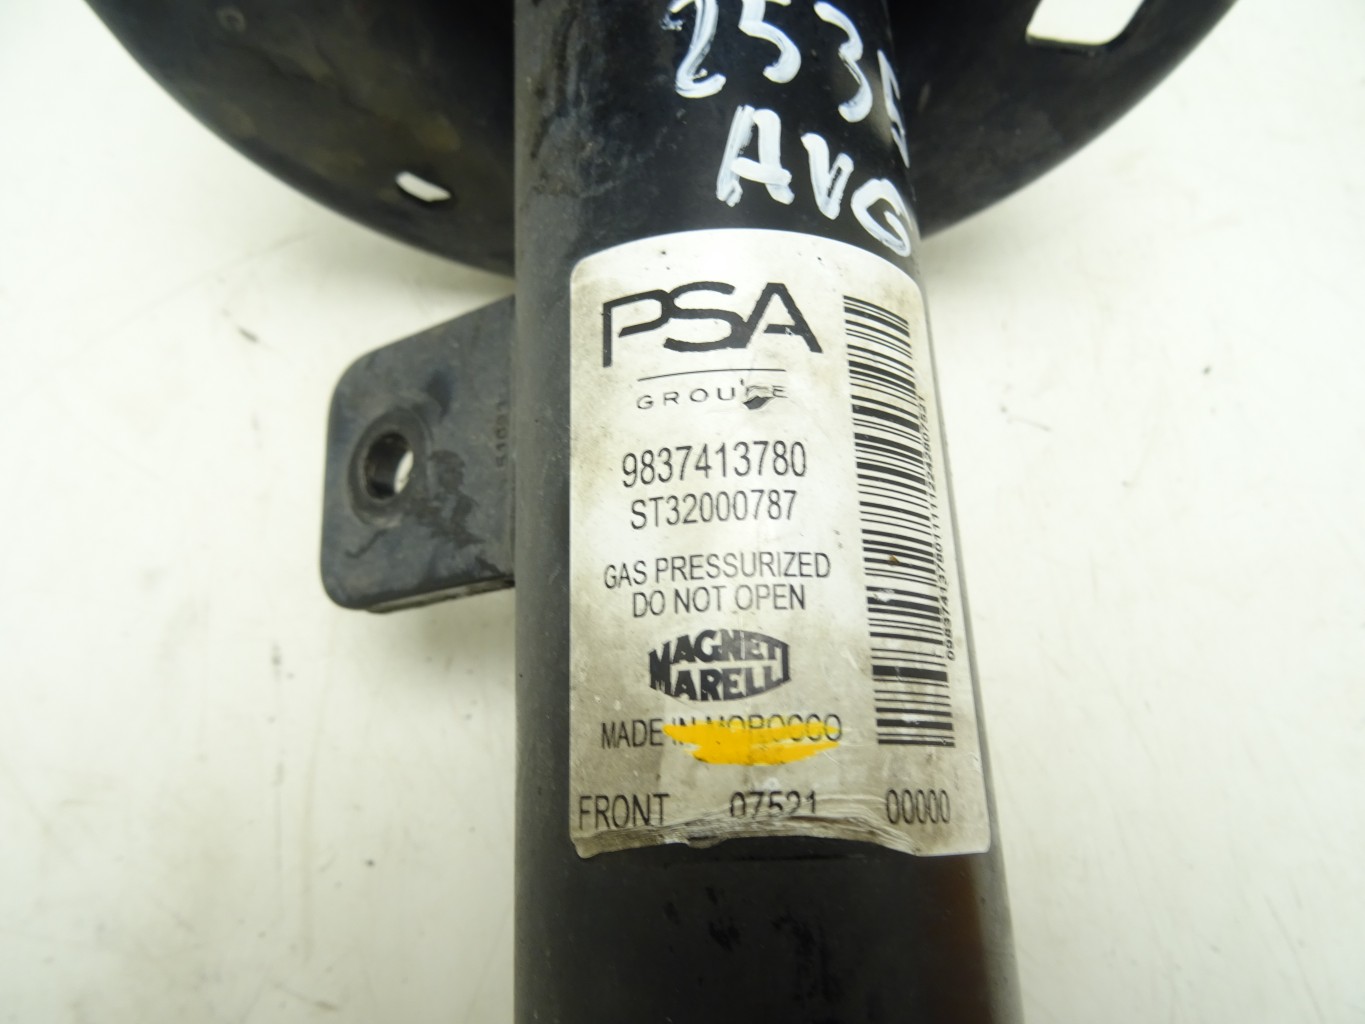 2535
AVG
PSA
GROUPE
9837413780
ST32000787
GAS PRESSURIZED
DO NOT OPEN
MAGNETI
MARELLI
MADE IN MOROCCO
FRONT 07521 00000